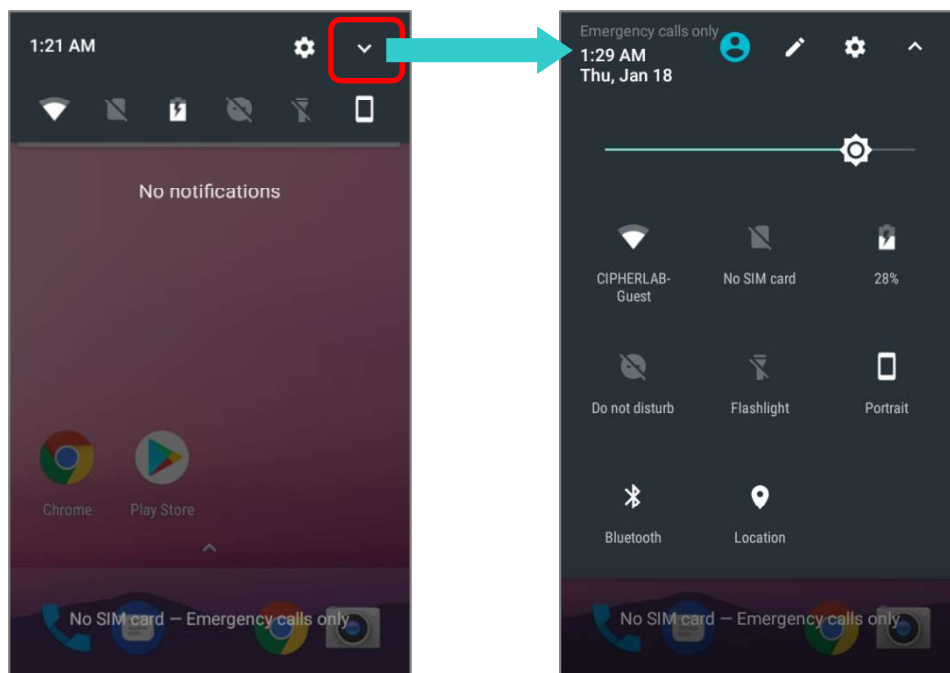 1:21 AM
No notifications
Chrome
Play Store
No SIM card — Emergency calls only
Emergency calls only
1:29 AM
Thu, Jan 18
CIPHERLAB-
Guest
No SIM card
28%
Do not disturb
Flashlight
Portrait
Bluetooth
Location
No SIM card — Emergency calls only